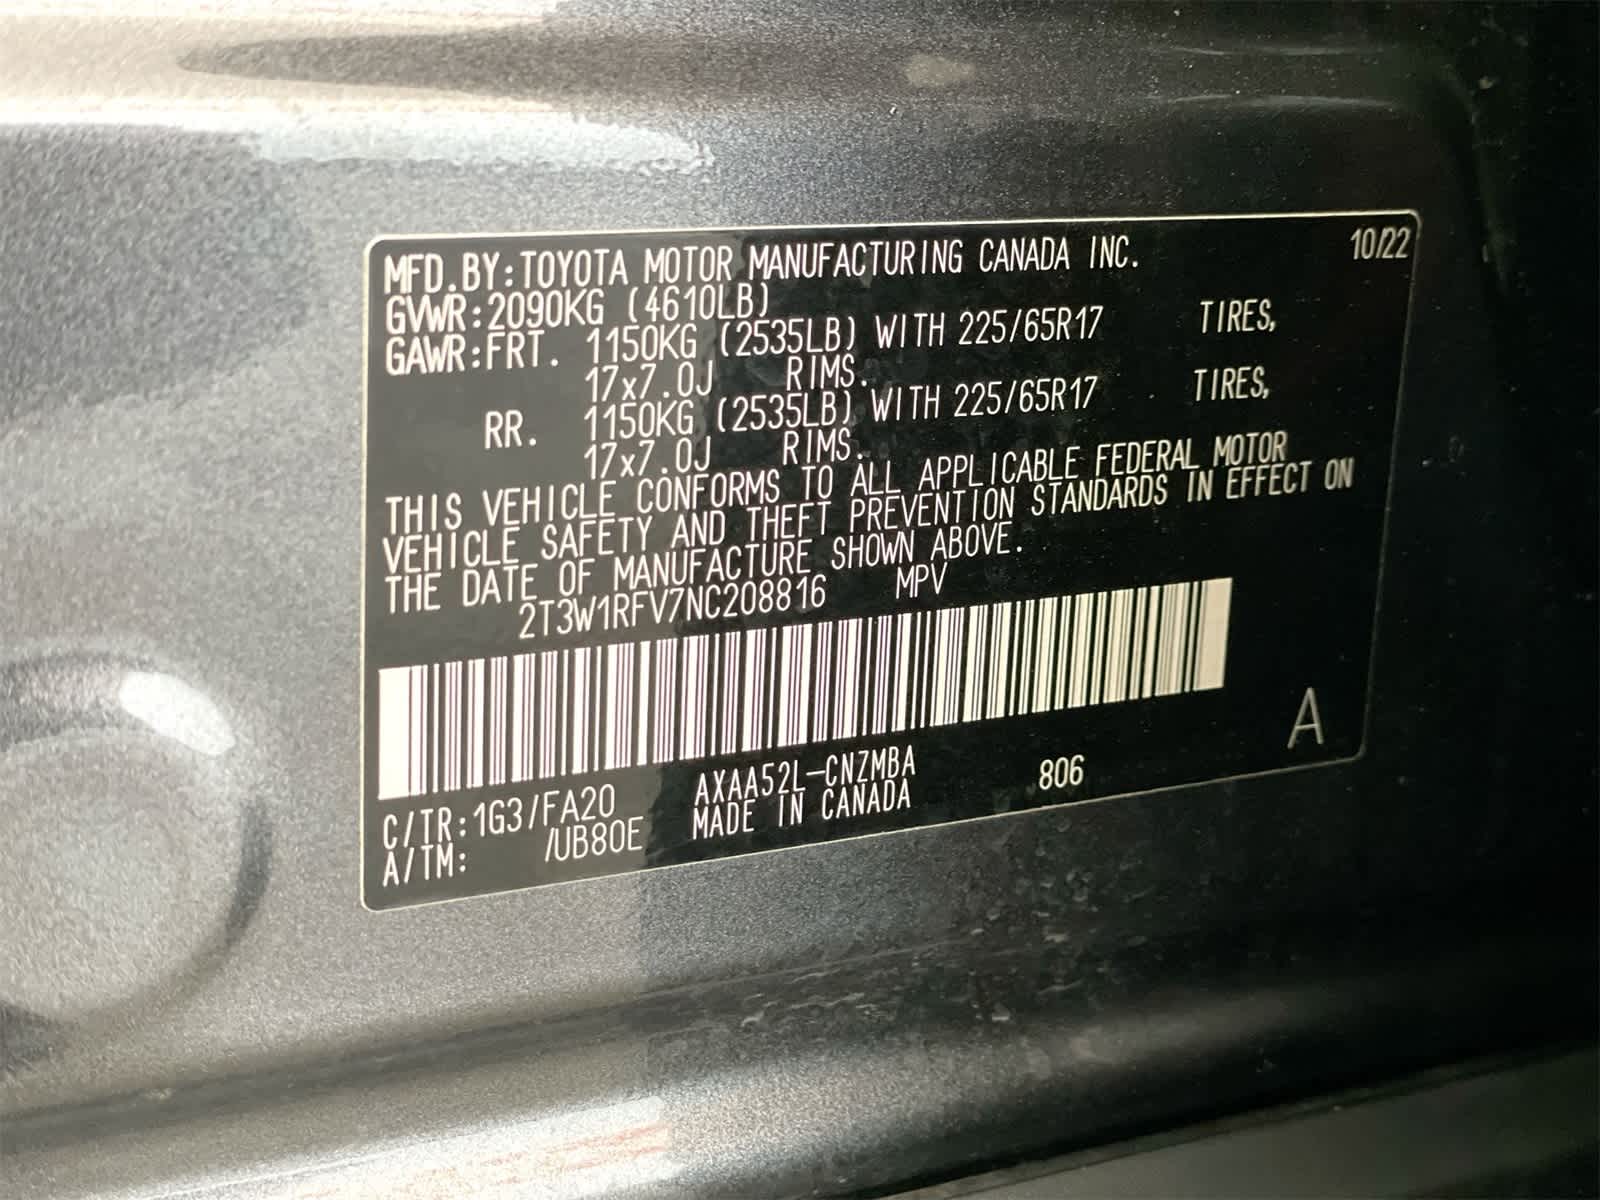 MFD.BY:TOYOTA MOTOR MANUFACTURING CANADA INC. 10/22
GVWR:2090KG (4610LB)
GAWR:FRT. 1150KG (2535LB) WITH 225/65R17 TIRES,
17x7.0J RIMS.
RR. 1150KG (2535LB) WITH 225/65R17 TIRES,
17x7.0J RIMS.
THIS VEHICLE CONFORMS TO ALL APPLICABLE FEDERAL MOTOR
VEHICLE SAFETY AND THEFT PREVENTION STANDARDS IN EFFECT ON
THE DATE OF MANUFACTURE SHOWN ABOVE.
2T3W1RFV7NC208816 MPV
C/TR:1G3/FA20 AXAA52L-CNZMBA 806 A
A/TM: /UB80E MADE IN CANADA